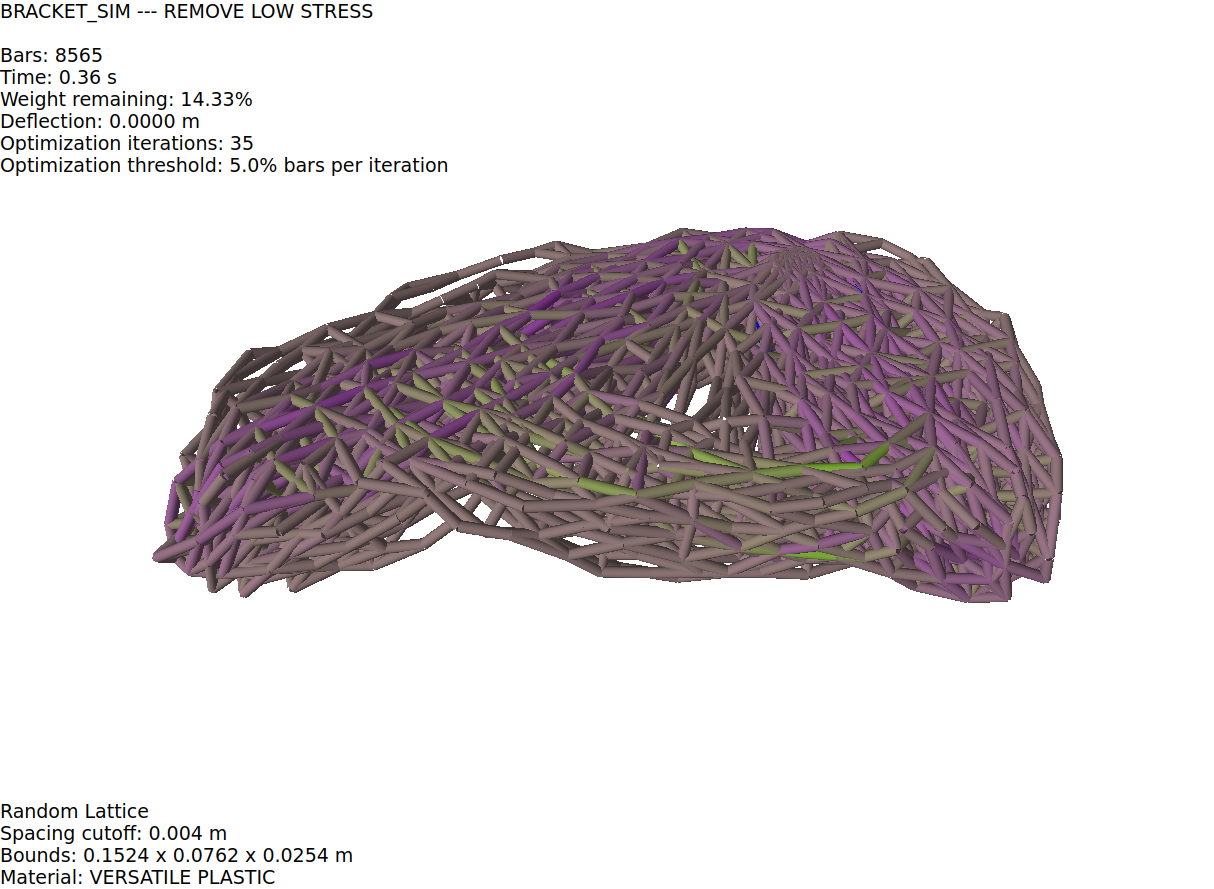 BRACKET_SIM --- REMOVE LOW STRESS
Bars: 8565
Time: 0.36 s
Weight remaining: 14.33%
Deflection: 0.0000 m
Optimization iterations: 35
Optimization threshold: 5.0% bars per iteration
Random Lattice
Spacing cutoff: 0.004 m
Bounds: 0.1524 x 0.0762 x 0.0254 m
Material: VERSATILE PLASTIC